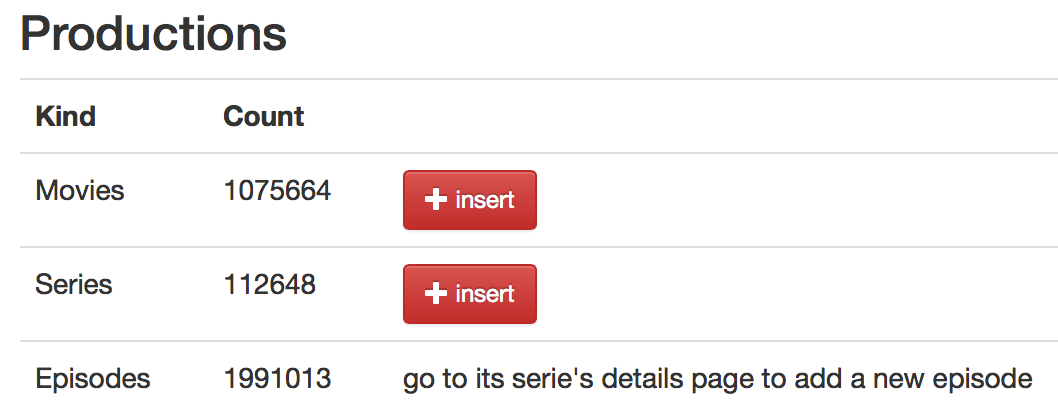 Productions
Kind Count
Movies 1075664 insert
Series 112648 insert
Episodes 1991013 go to its serie's details page to add a new episode